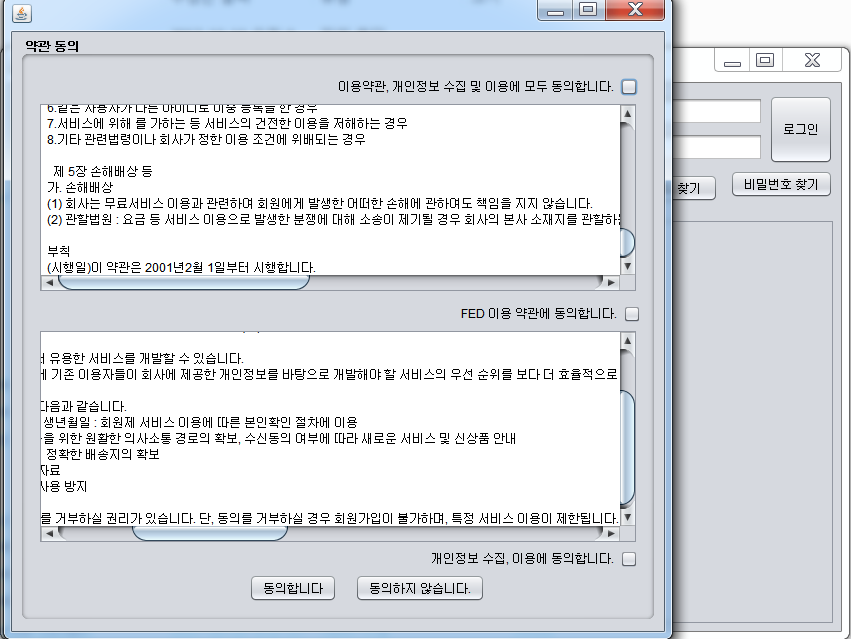 약관 동의
이용약관, 개인정보 수집 및 이용에 모두 동의합니다.
6.같은 사용자가 다른 아이디로 이중 등록을 한 경우
7.서비스에 위해 를 가하는 등 서비스의 건전한 이용을 저해하는 경우
8.기타 관련법령이나 회사가 정한 이용 조건에 위배되는 경우
제 5장 손해배상 등
가. 손해배상
(1) 회사는 무료서비스 이용과 관련하여 회원에게 발생한 어떠한 손해에 관하여도 책임을 지지 않습니다.
(2) 관할법원 : 요금 등 서비스 이용으로 발생한 분쟁에 대해 소송이 제기될 경우 회사의 본사 소재지를 관할하
부칙
(시행일)이 약관은 2001년2월 1일부터 시행합니다.
FED 이용 약관에 동의합니다.
유용한 서비스를 개발할 수 있습니다.
기존 이용자들이 회사에 제공한 개인정보를 바탕으로 개발해야 할 서비스의 우선 순위를 보다 더 효율적으로
다음과 같습니다.
생년월일 : 회원제 서비스 이용에 따른 본인확인 절차에 이용
을 위한 원활한 의사소통 경로의 확보, 수신동의 여부에 따라 새로운 서비스 및 신상품 안내
정확한 배송지의 확보
자료
사용 방지
를 거부하실 권리가 있습니다. 단, 동의를 거부하실 경우 회원가입이 불가하며, 특정 서비스 이용이 제한됩니다.
개인정보 수집, 이용에 동의합니다.
동의합니다
동의하지 않습니다.
로그인
찾기
비밀번호 찾기